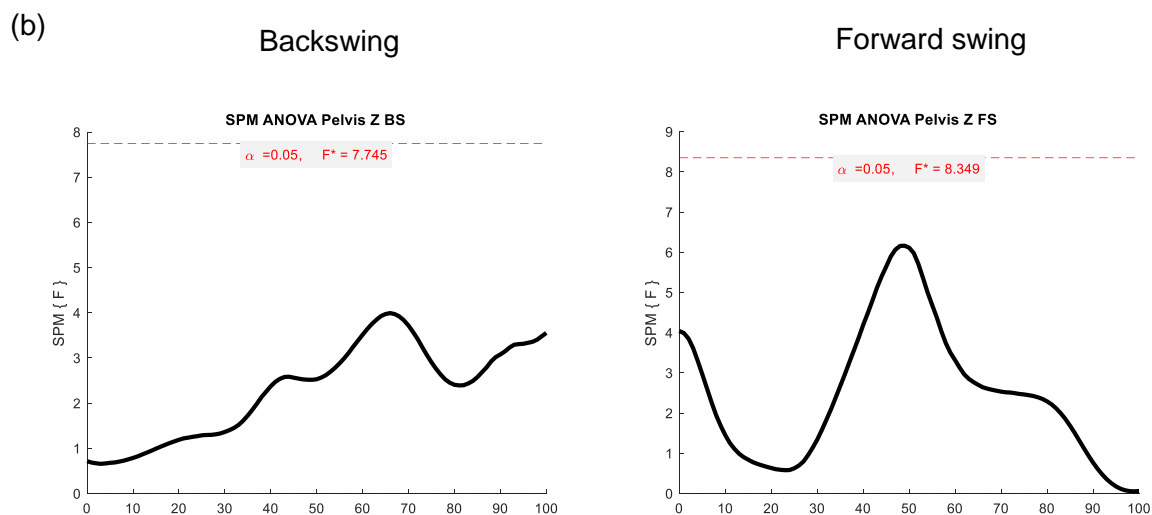 (b)
Backswing
Forward swing
SPM ANOVA Pelvis Z BS
8
7
6
5
4
3
2
1
0
SPM { F }
α =0.05, F* = 7.745
0 10 20 30 40 50 60 70 80 90 100
SPM ANOVA Pelvis Z FS
9
8
7
6
5
4
3
2
1
0
SPM { F }
α =0.05, F* = 8.349
0 10 20 30 40 50 60 70 80 90 100